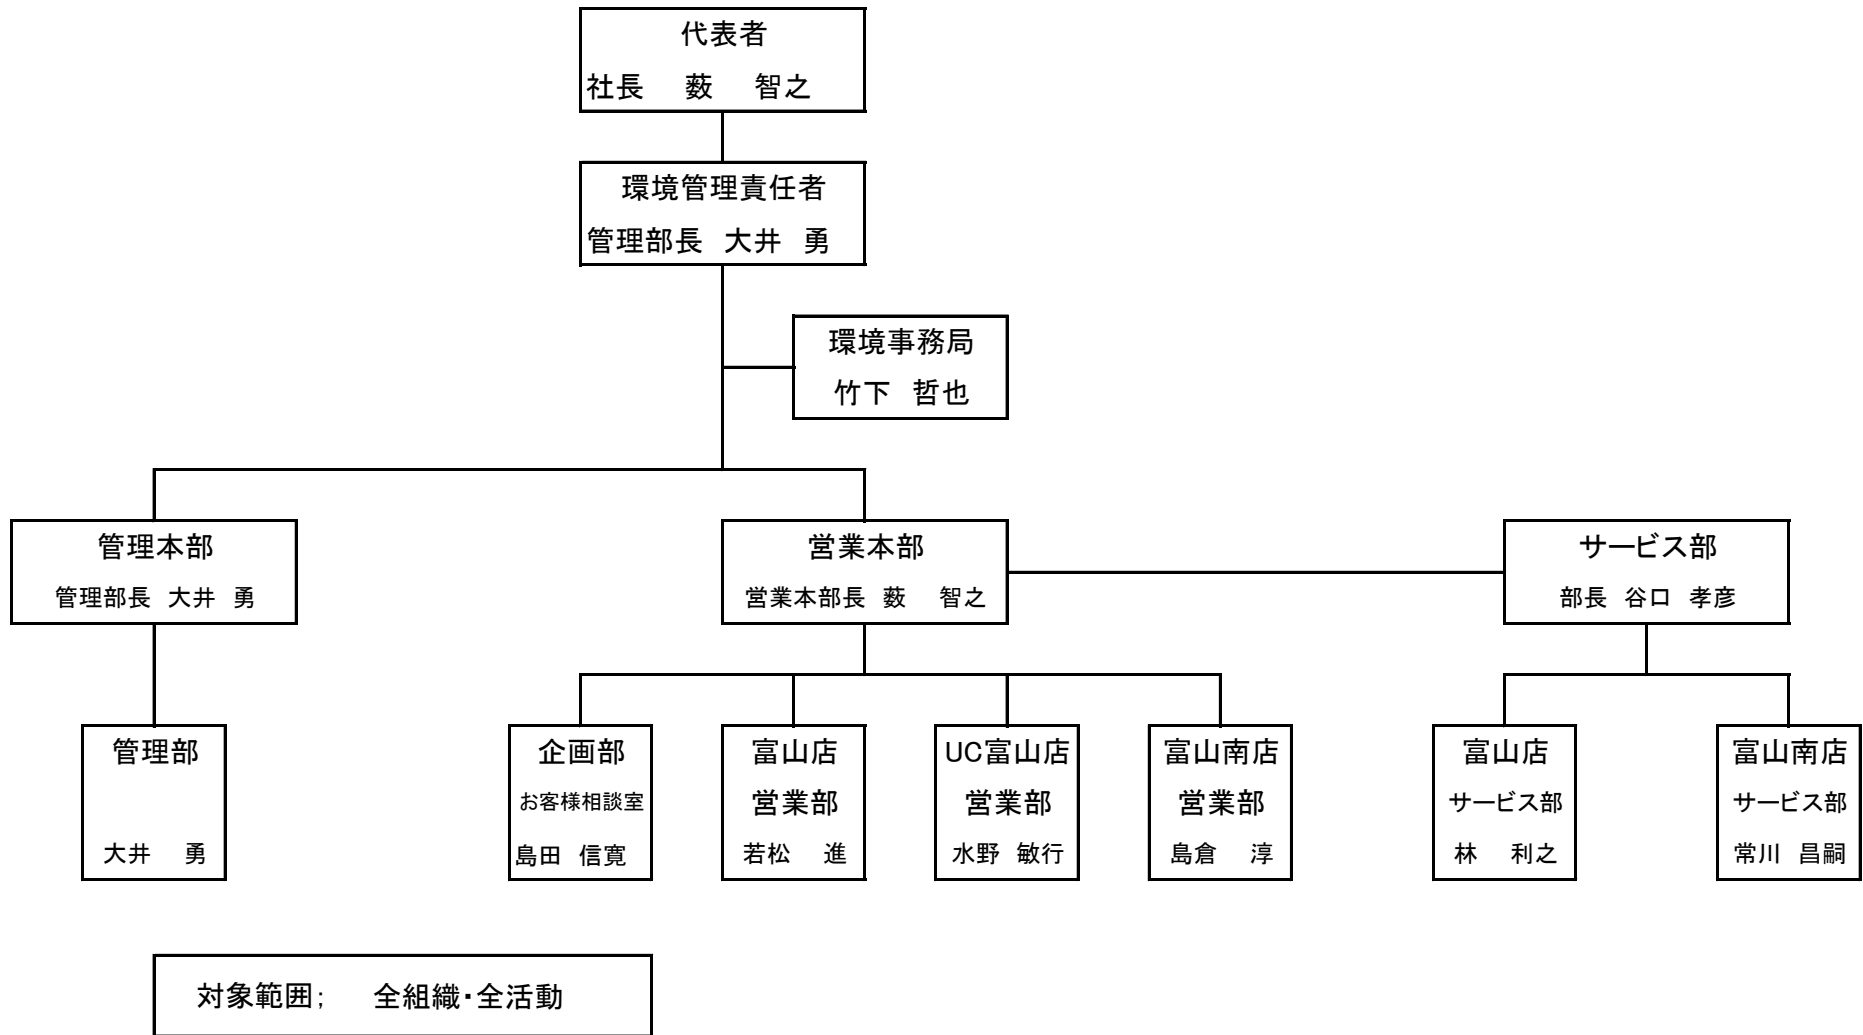 代表者
社長 薮 智之
環境管理責任者
管理部長 大井 勇
環境事務局
竹下 哲也
管理本部
管理部長 大井 勇
営業本部
営業本部長 薮 智之
サービス部
部長 谷口 孝彦
管理部
大井 勇
企画部
お客様相談室
島田 信寛
富山店
営業部
若松 進
UC富山店
営業部
水野 敏行
富山南店
営業部
島倉 淳
富山店
サービス部
林 利之
富山南店
サービス部
常川 昌嗣
対象範囲; 全組織・全活動